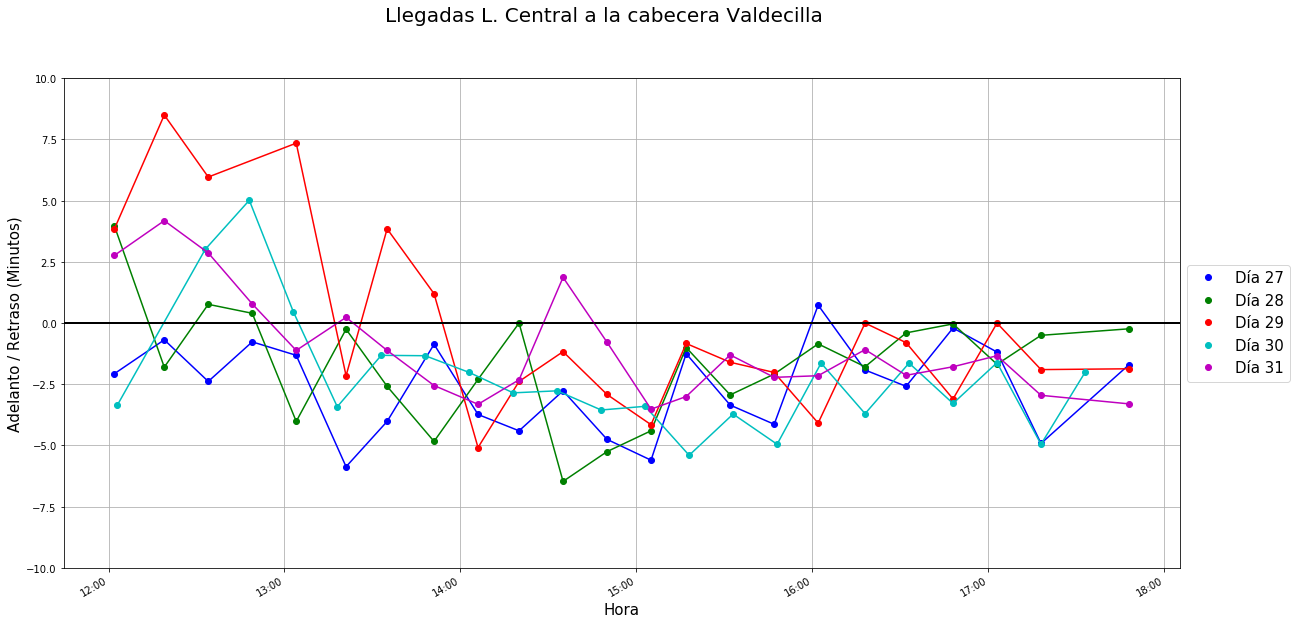 Llegadas L. Central a la cabecera Valdecilla
Adelanto / Retraso (Minutos)
10.0
7.5
5.0
2.5
0.0
−2.5
−5.0
−7.5
−10.0
12:00
13:00
14:00
15:00
16:00
17:00
18:00
Hora
Día 27
Día 28
Día 29
Día 30
Día 31